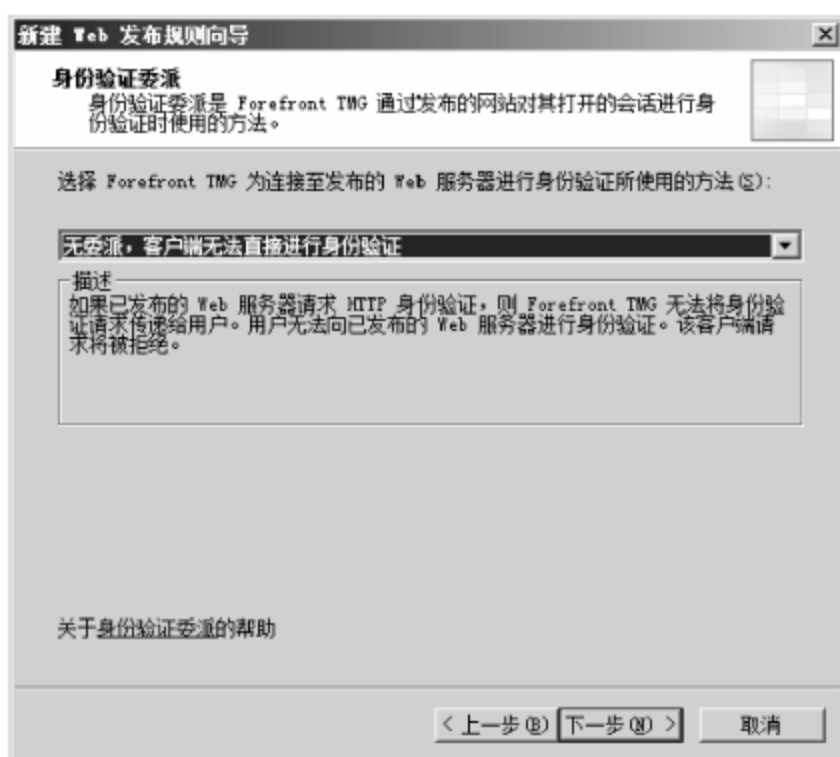 新建 Web 发布规则向导
身份验证委派
身份验证委派是 Forefront TMG 通过发布的网站对其打开的会话进行身
份验证时使用的方法。
选择 Forefront TMG 为连接至发布的 Web 服务器进行身份验证所使用的方法(S):
无委派，客户端无法直接进行身份验证
描述
如果已发布的 Web 服务器请求 HTTP 身份验证，则 Forefront TMG 无法将身份验
证请求传递给用户。用户无法向已发布的 Web 服务器进行身份验证。该客户端请
求将被拒绝。
关于身份验证委派的帮助
< 上一步(B)
下一步(N) >
取消